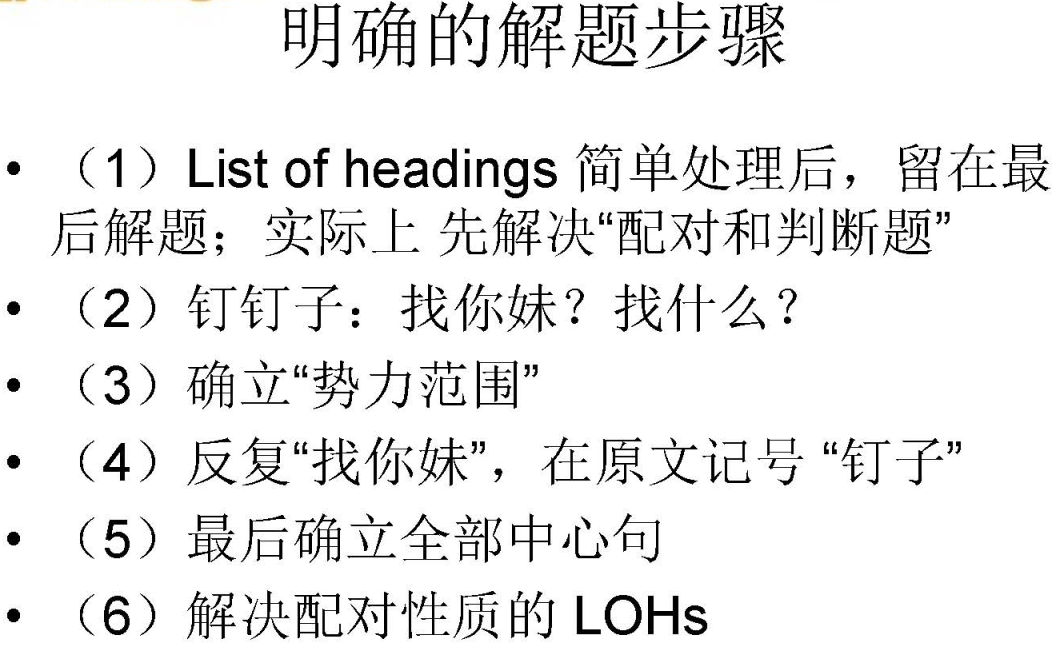 明确的解题步骤
• （1）List of headings 简单处理后，留在最
后解题；实际上 先解决“配对和判断题”
• （2）钉钉子：找你妹？找什么？
• （3）确立“势力范围”
• （4）反复“找你妹”，在原文记号 “钉子”
• （5）最后确立全部中心句
• （6）解决配对性质的 LOHs